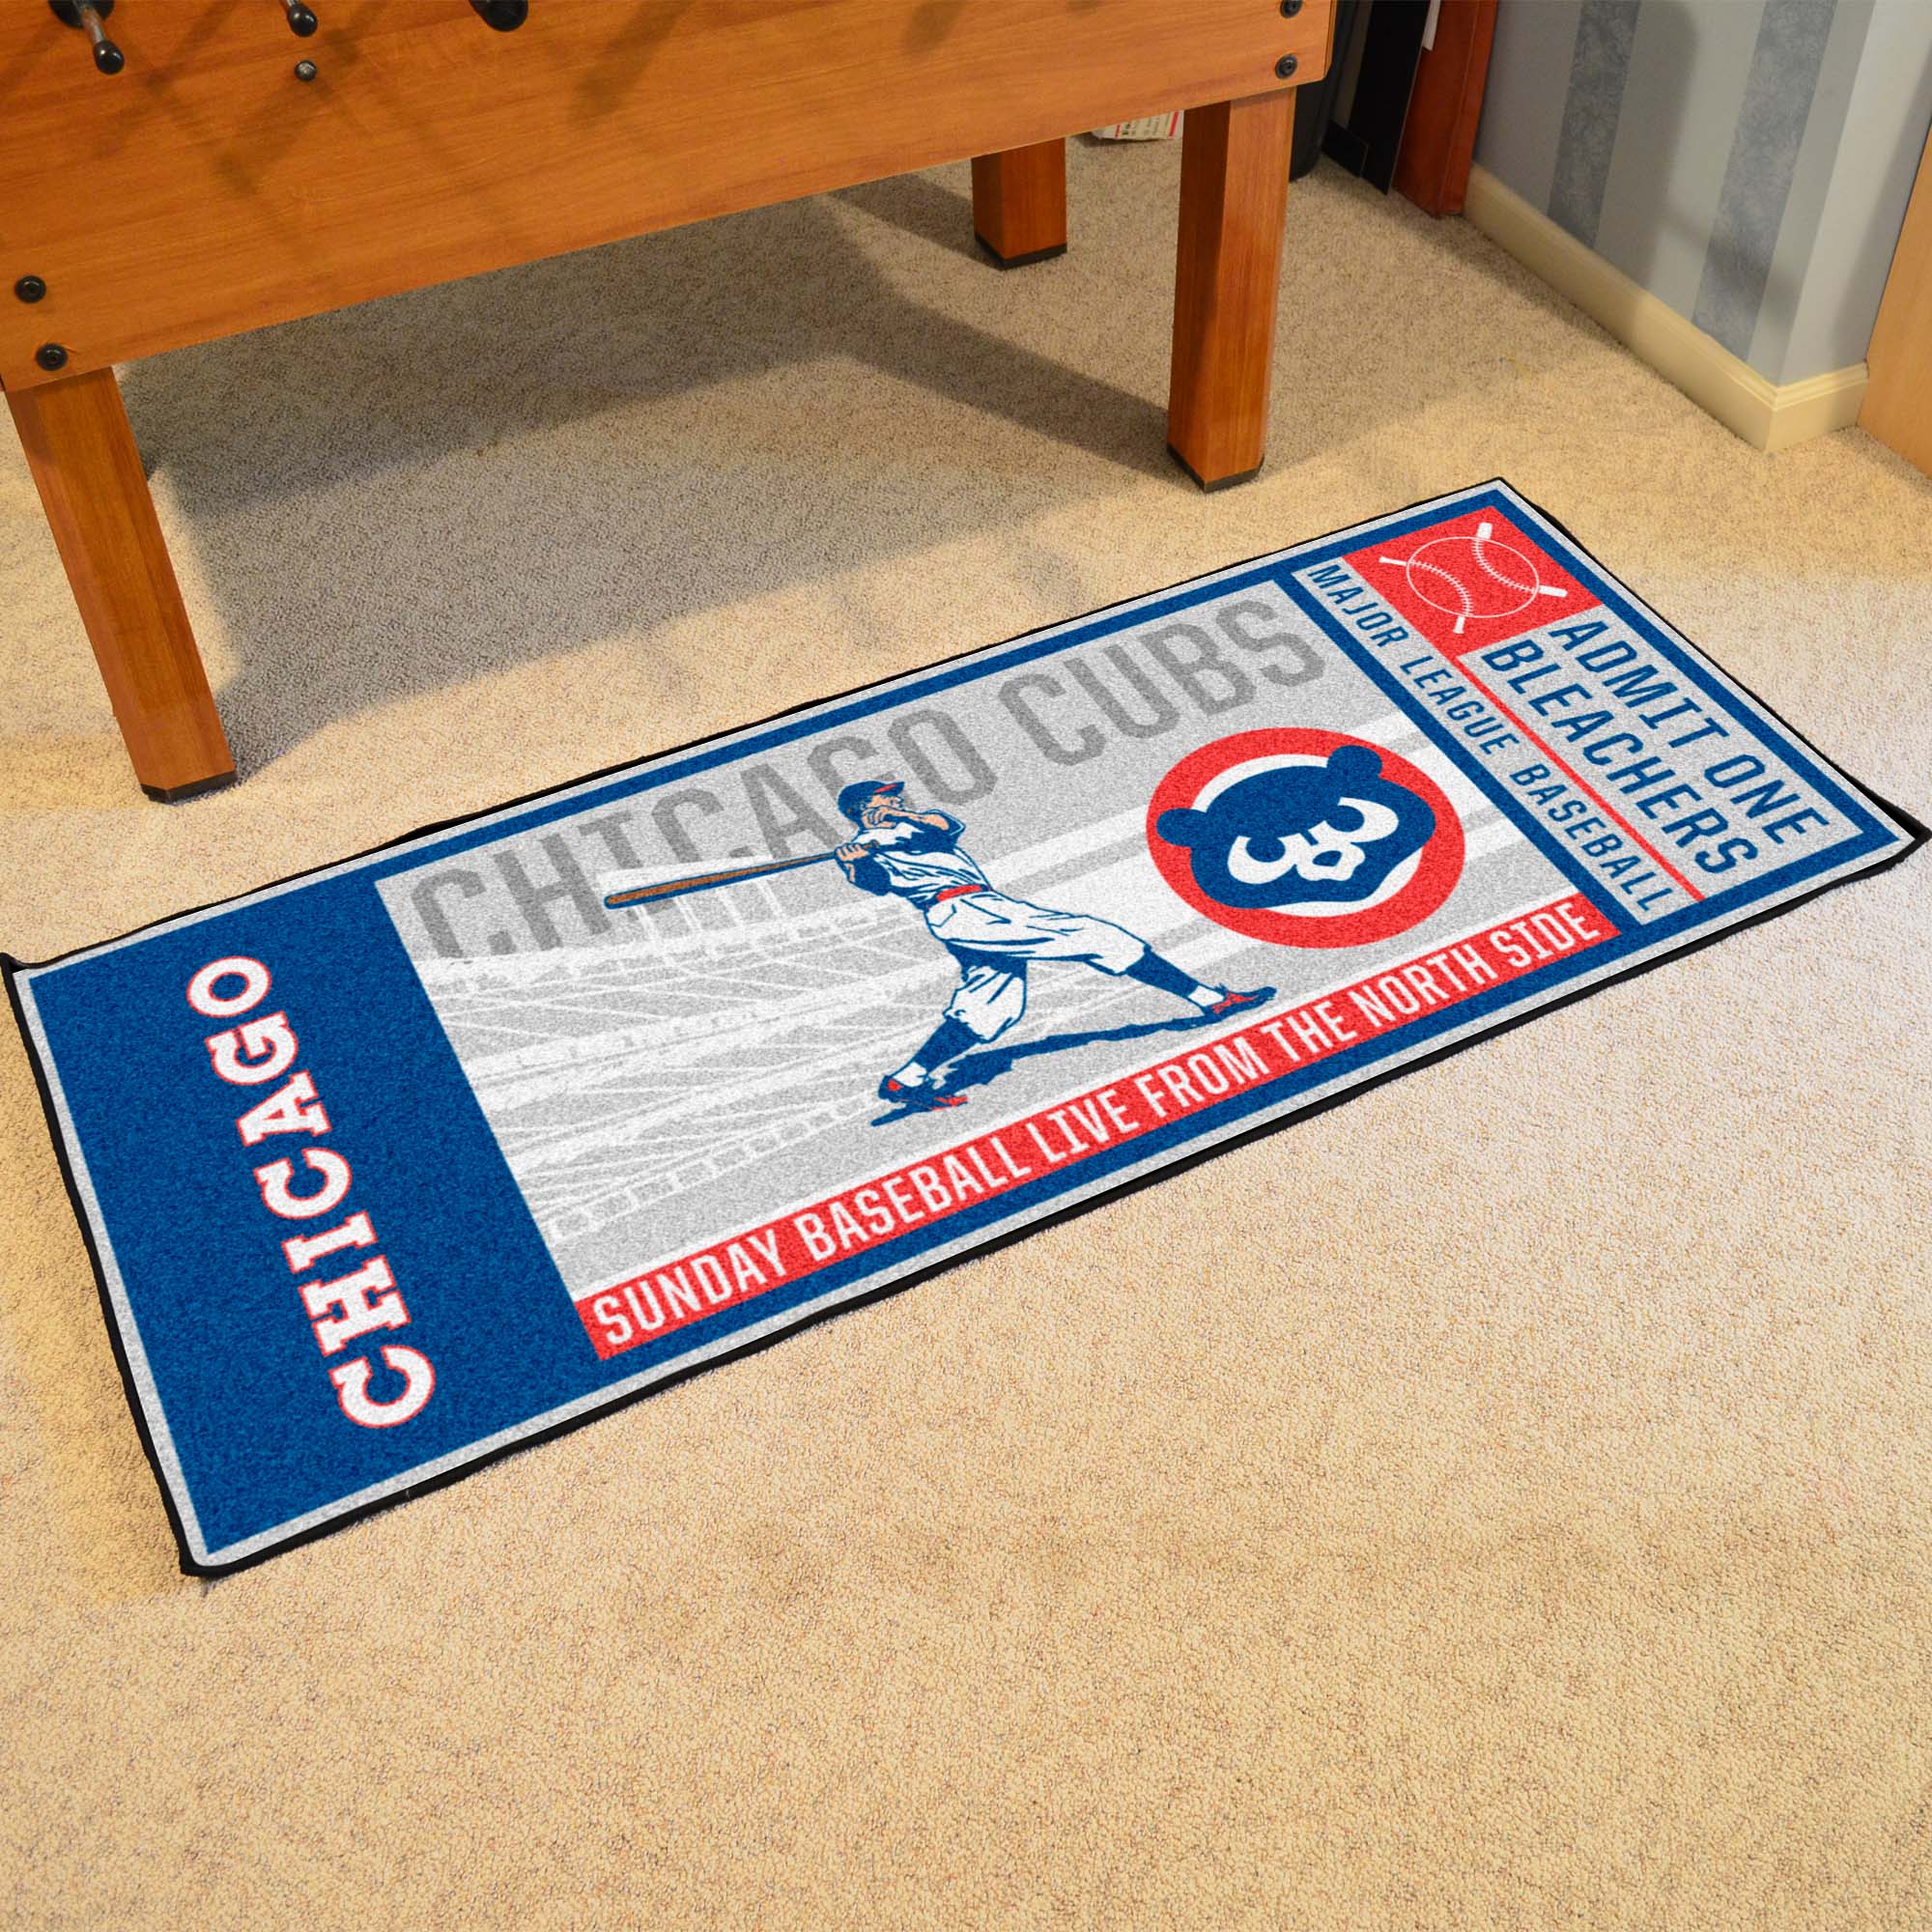 CHICAGO
CHICAGO CUBS
SUNDAY BASEBALL LIVE FROM THE NORTH SIDE
MAJOR LEAGUE BASEBALL
ADMIT ONE
BLEACHERS